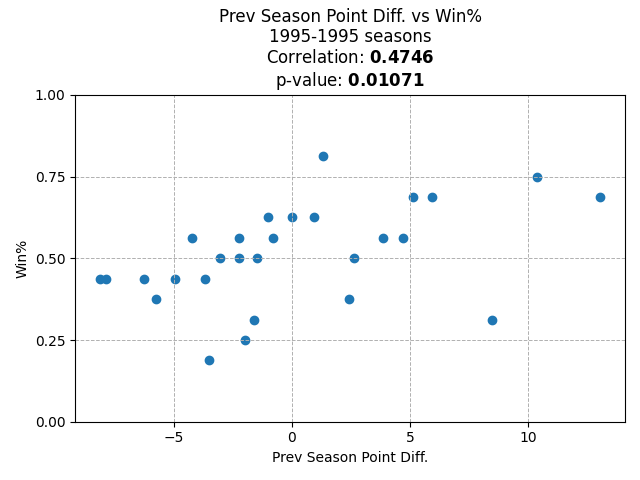 Prev Season Point Diff. vs Win%
1995-1995 seasons
Correlation: 0.4746
p-value: 0.01071
1.00
0.75
0.50
0.25
0.00
Win%
−5
0
5
10
Prev Season Point Diff.